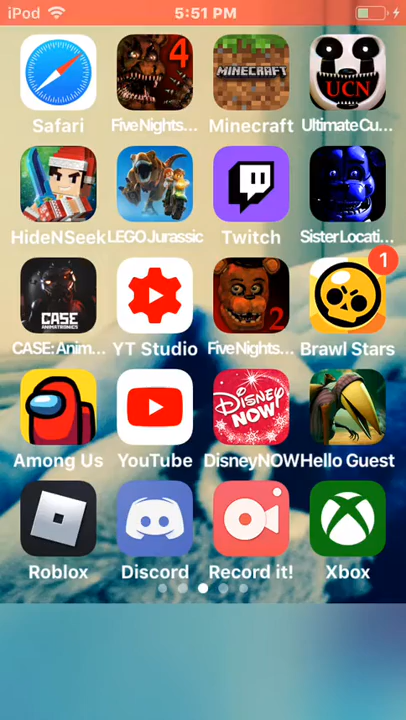 iPod 5:51 PM
4
MINECRAFT
UCN
Safari Five Nights... Minecraft Ultimate Cu...
HideNSeek LEGO Jurassic Twitch Sister Locati...
1
CASE
ANIMATRONICS
2
CASE: Anim... YT Studio Five Nights... Brawl Stars
DISNEY
NOW
Among Us YouTube DisneyNOW Hello Guest
Roblox Discord Record it! Xbox